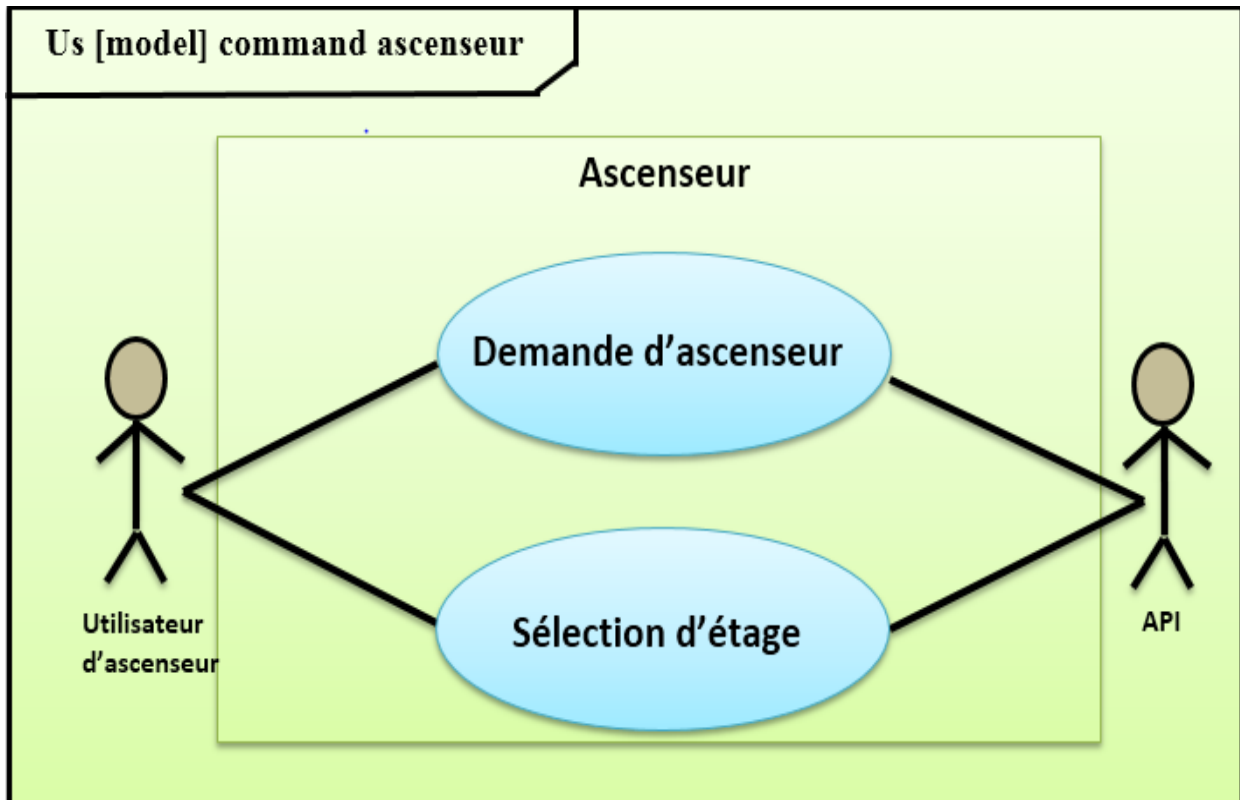 Us [model] command ascenseur
Ascenseur
Demande d’ascenseur
Sélection d’étage
Utilisateur
d’ascenseur
API